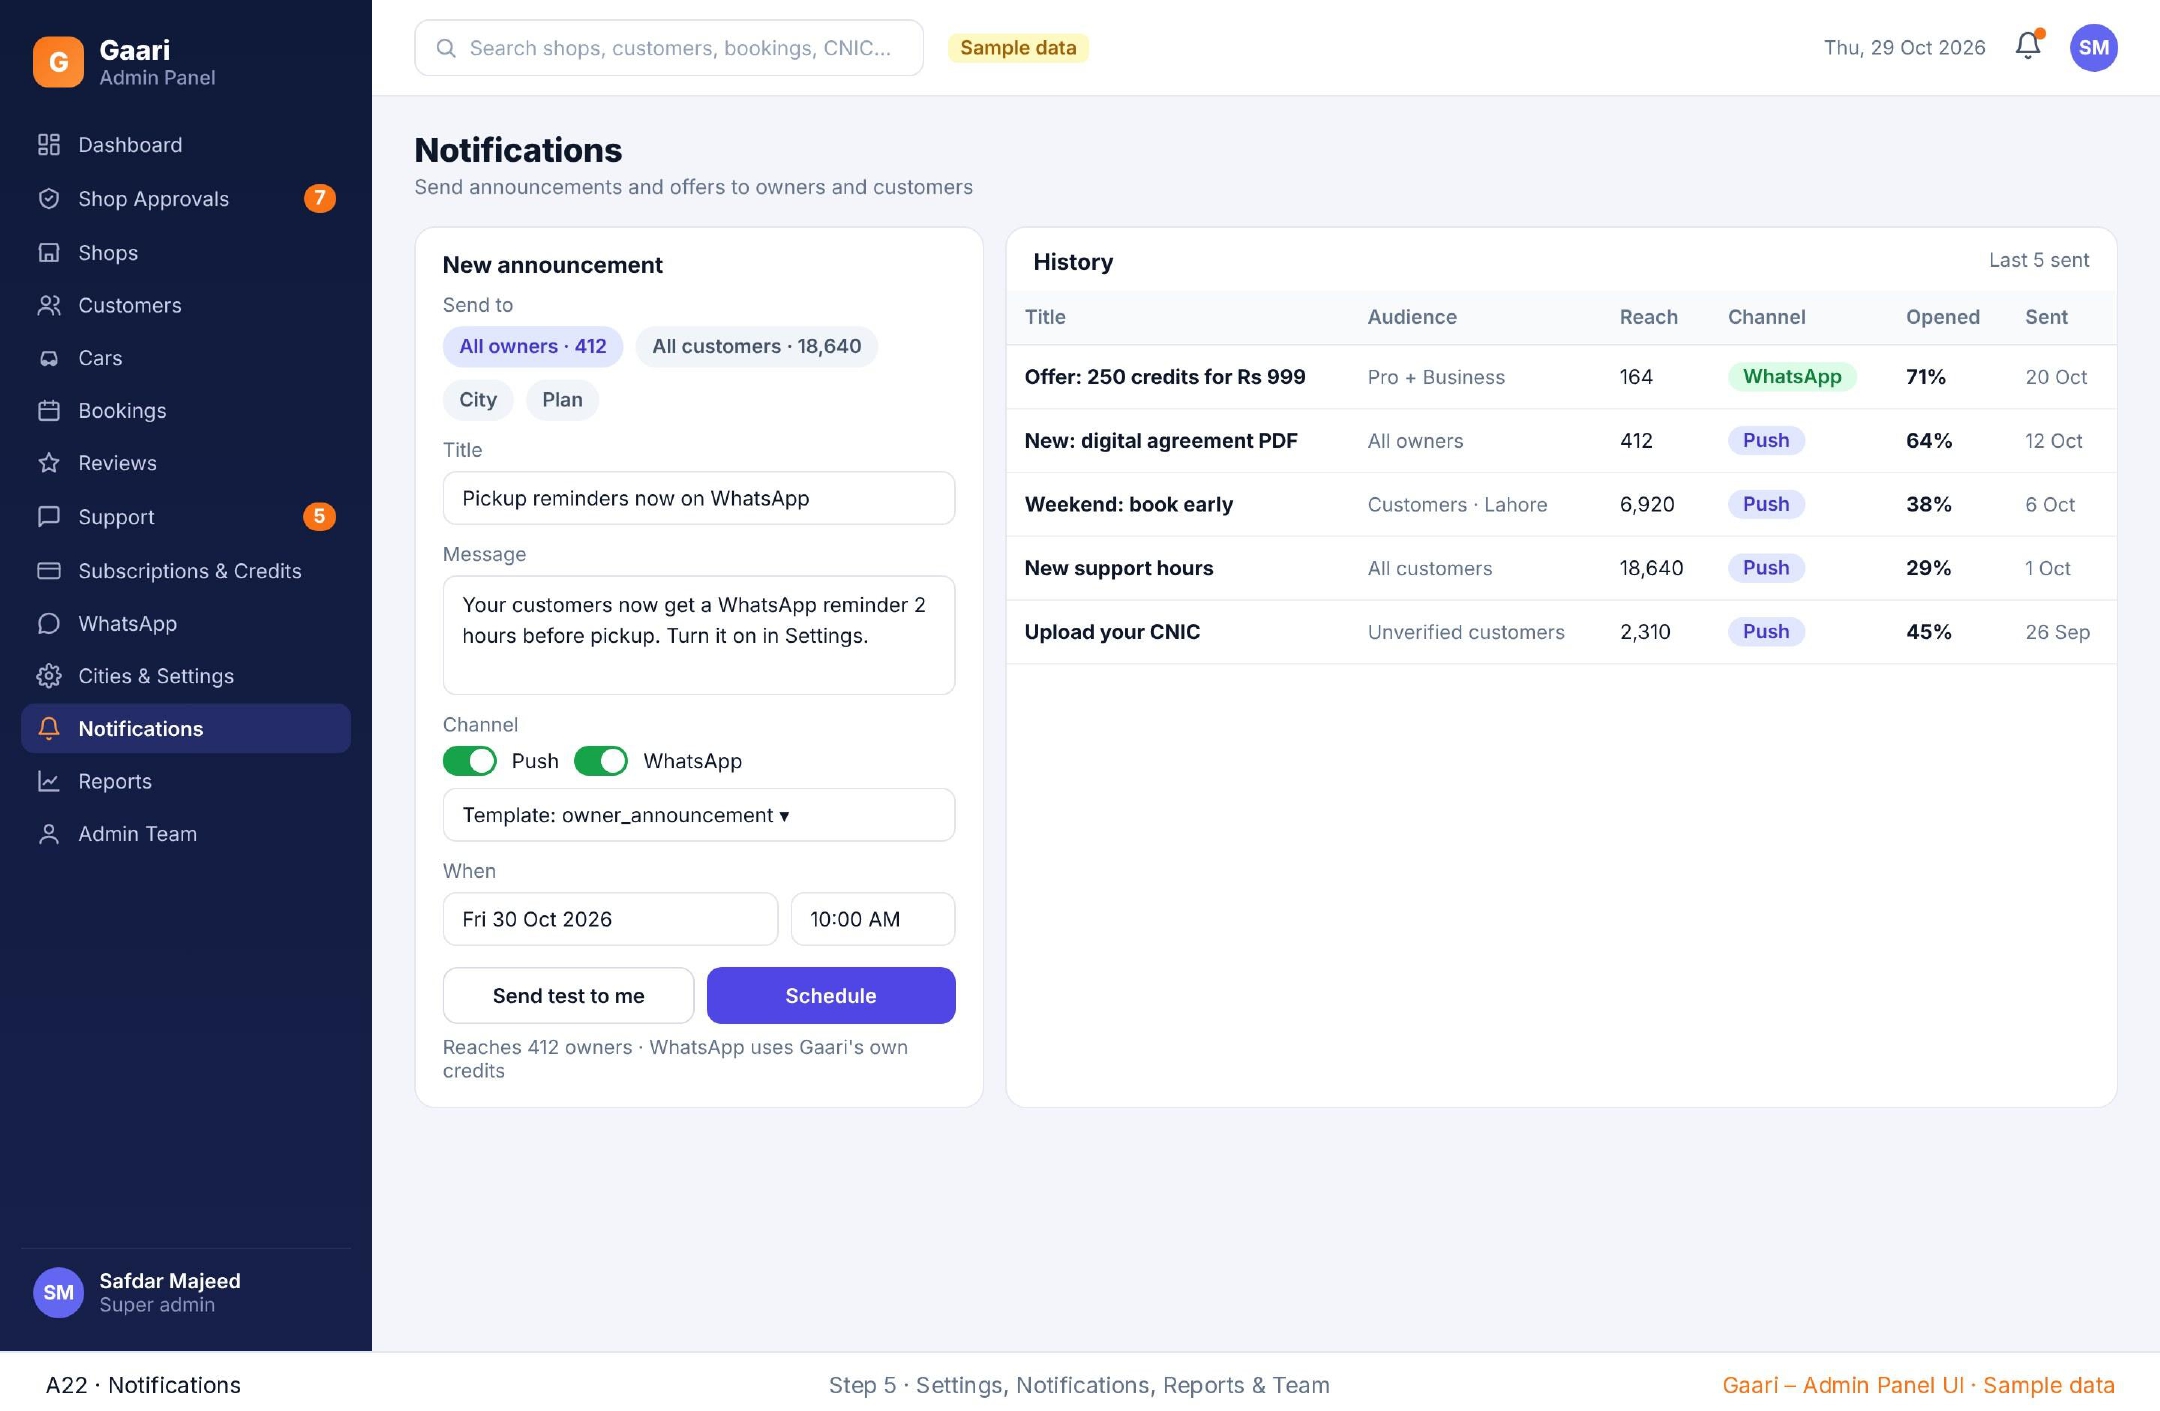 G
Gaari
Admin Panel
Dashboard
Shop Approvals 7
Shops
Customers
Cars
Bookings
Reviews
Support 5
Subscriptions & Credits
WhatsApp
Cities & Settings
Notifications
Reports
Admin Team
SM
Safdar Majeed
Super admin
Search shops, customers, bookings, CNIC...
Sample data
Thu, 29 Oct 2026
SM
Notifications
Send announcements and offers to owners and customers
New announcement
Send to
All owners · 412 All customers · 18,640
City Plan
Title
Pickup reminders now on WhatsApp
Message
Your customers now get a WhatsApp reminder 2
hours before pickup. Turn it on in Settings.
Channel
Push WhatsApp
Template: owner_announcement ▾
When
Fri 30 Oct 2026 10:00 AM
Send test to me Schedule
Reaches 412 owners · WhatsApp uses Gaari's own
credits
History Last 5 sent
Title Audience Reach Channel Opened Sent
Offer: 250 credits for Rs 999 Pro + Business 164 WhatsApp 71% 20 Oct
New: digital agreement PDF All owners 412 Push 64% 12 Oct
Weekend: book early Customers · Lahore 6,920 Push 38% 6 Oct
New support hours All customers 18,640 Push 29% 1 Oct
Upload your CNIC Unverified customers 2,310 Push 45% 26 Sep
A22 · Notifications
Step 5 · Settings, Notifications, Reports & Team
Gaari – Admin Panel UI · Sample data